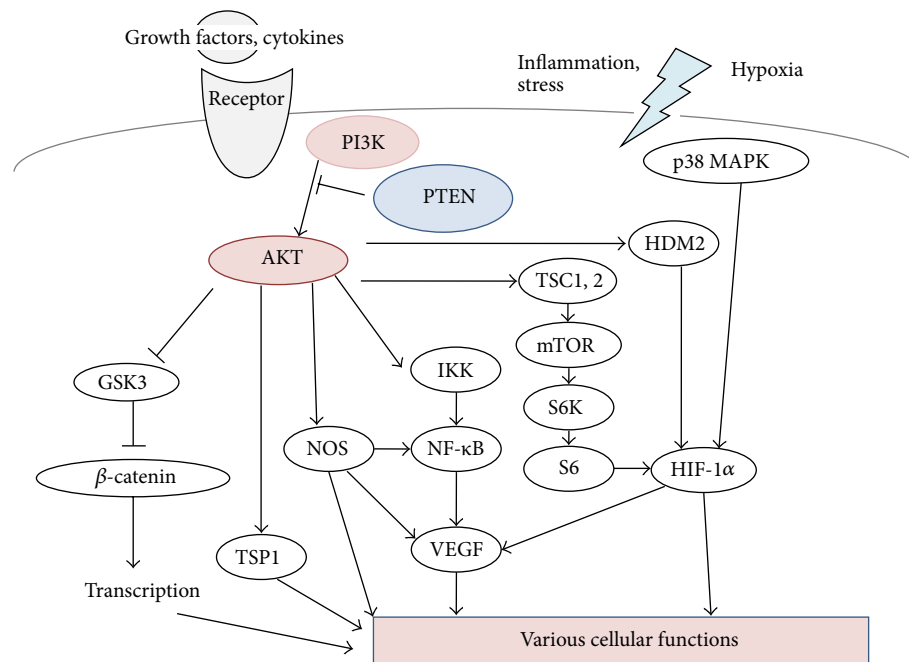 Growth factors, cytokines
Receptor
Inflammation,
stress
Hypoxia
PI3K
p38 MAPK
PTEN
AKT
HDM2
TSC1, 2
mTOR
GSK3
IKK
S6K
NOS
NF-κB
S6
HIF-1α
β-catenin
VEGF
TSP1
Transcription
Various cellular functions